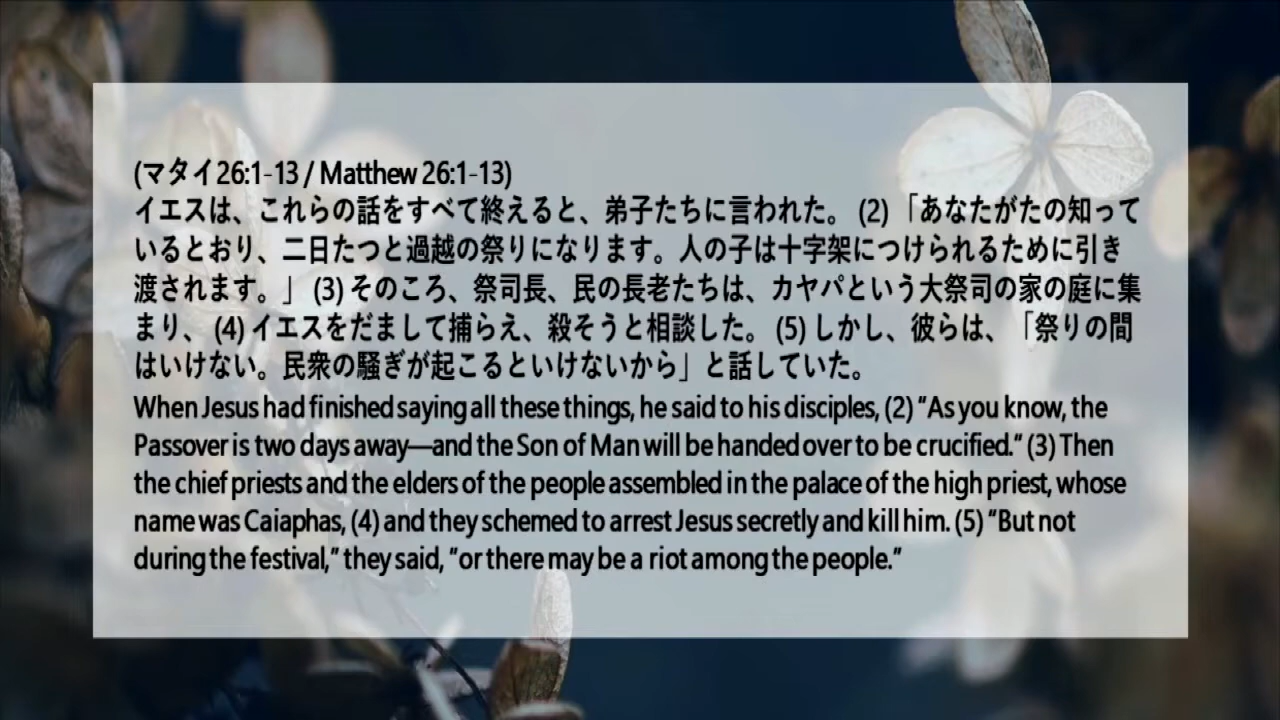 (マタイ26:1-13 / Matthew 26:1-13)
イエスは、これらの話をすべて終えると、弟子たちに言われた。 (2) 「あなたがたの知って
いるとおり、二日たつと過越の祭りになります。人の子は十字架につけられるために引き
渡されます。」 (3) そのころ、祭司長、民の長老たちは、カヤパという大祭司の家の庭に集
まり、 (4) イエスをだまして捕らえ、殺そうと相談した。 (5) しかし、彼らは、「祭りの間
はいけない。民衆の騒ぎが起こるといけないから」と話していた。
When Jesus had finished saying all these things, he said to his disciples, (2) “As you know, the
Passover is two days away—and the Son of Man will be handed over to be crucified.” (3) Then
the chief priests and the elders of the people assembled in the palace of the high priest, whose
name was Caiaphas, (4) and they schemed to arrest Jesus secretly and kill him. (5) “But not
during the festival,” they said, “or there may be a riot among the people.”